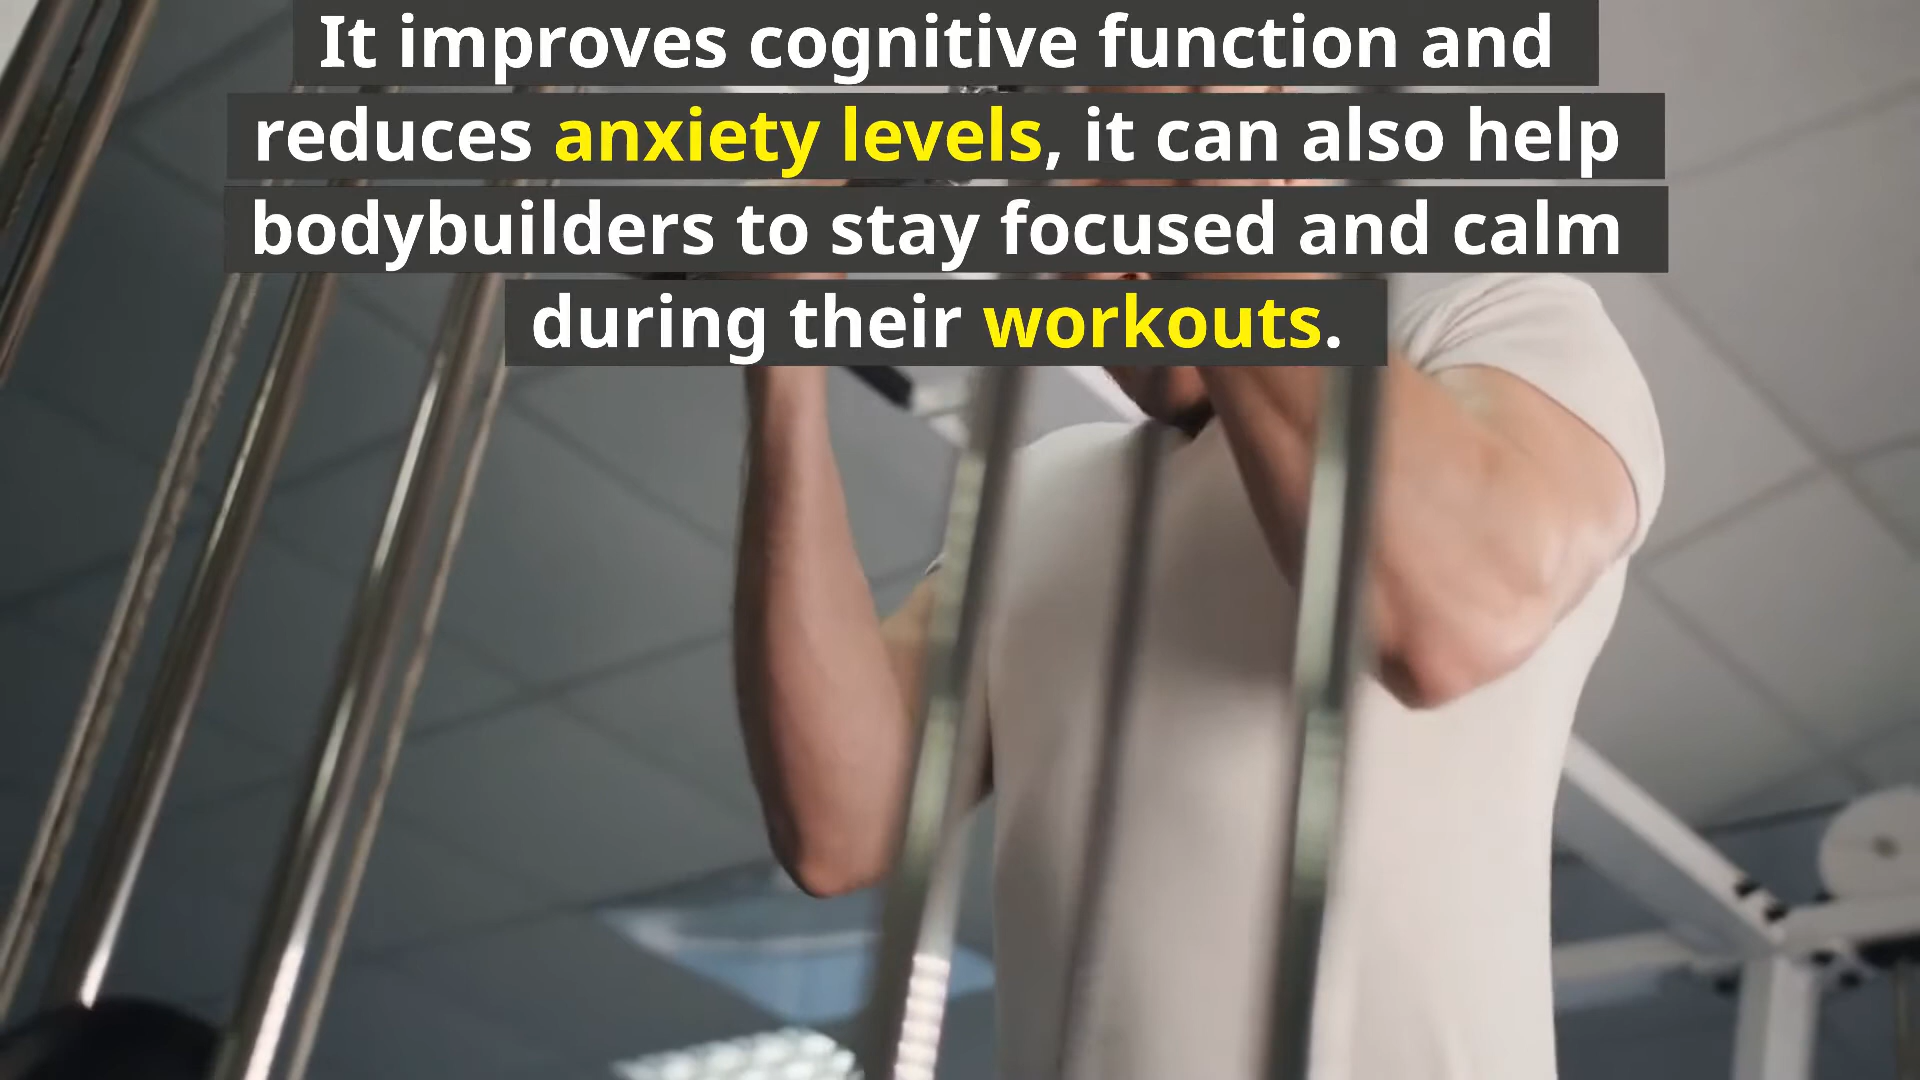 It improves cognitive function and
reduces anxiety levels, it can also help
bodybuilders to stay focused and calm
during their workouts.